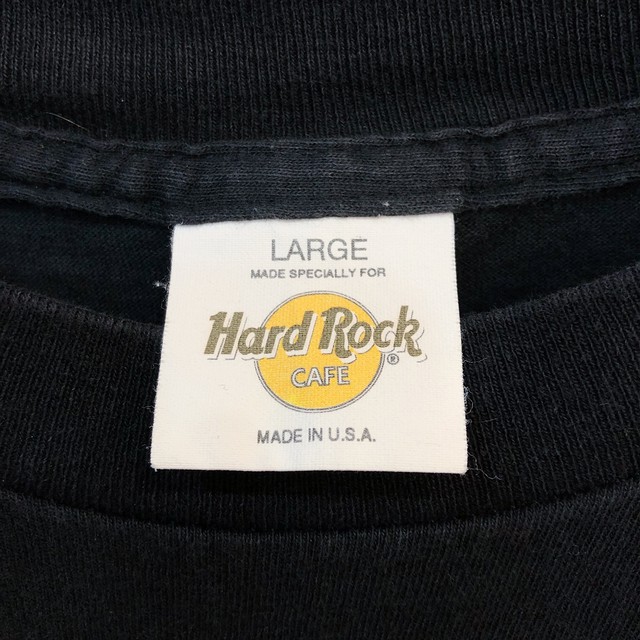 LARGE
MADE SPECIALLY FOR
Hard Rock
®
CAFE
MADE IN U.S.A.